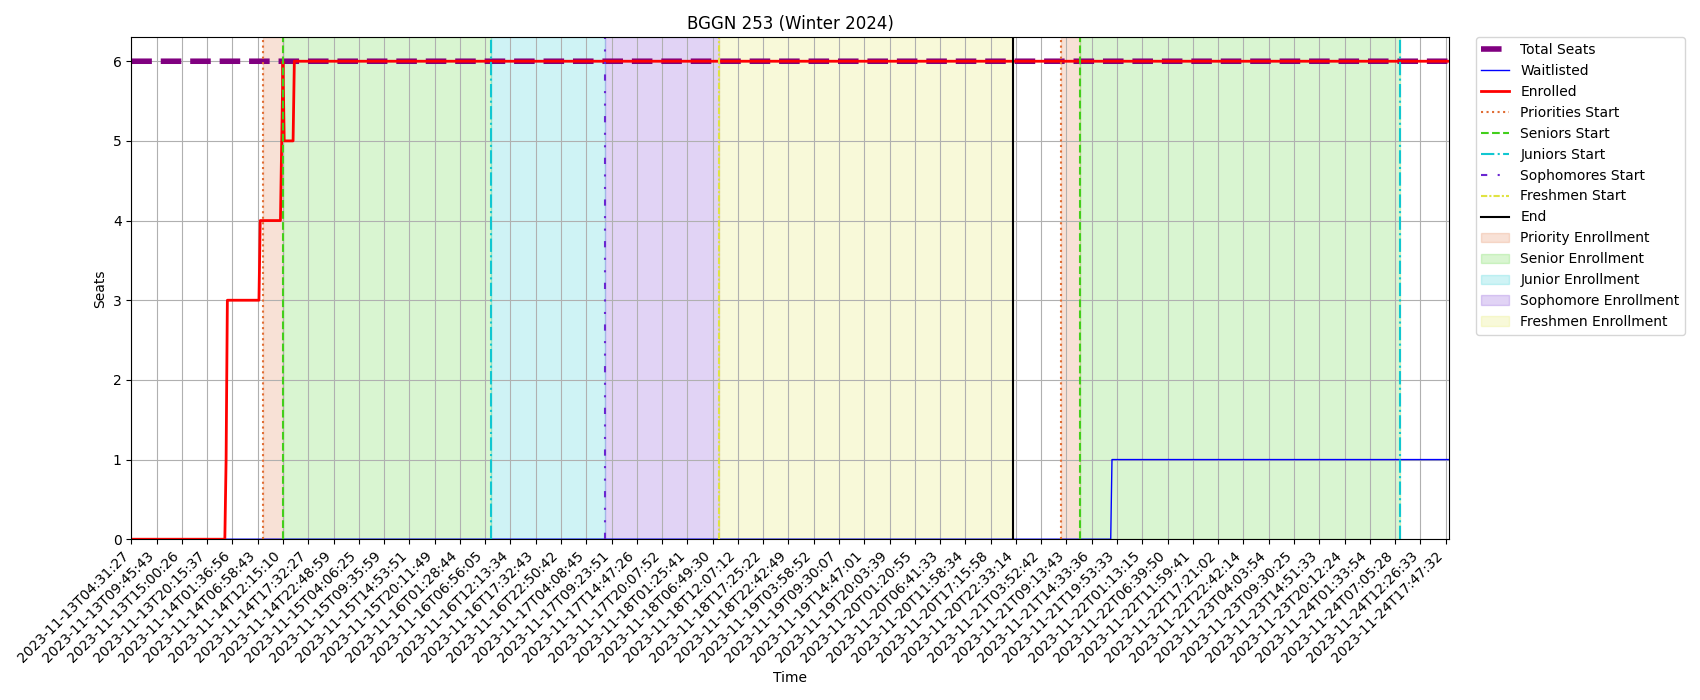 BGGN 253 (Winter 2024)
Seats
6
5
4
3
2
1
0
2023-11-13T04:31:27
2023-11-13T09:45:43
2023-11-13T15:00:26
2023-11-13T20:15:37
2023-11-14T01:36:56
2023-11-14T06:58:43
2023-11-14T12:15:10
2023-11-14T17:32:27
2023-11-14T22:48:59
2023-11-15T04:06:25
2023-11-15T09:35:59
2023-11-15T14:53:51
2023-11-15T20:11:49
2023-11-16T01:28:44
2023-11-16T06:56:05
2023-11-16T12:13:34
2023-11-16T17:32:43
2023-11-16T22:50:42
2023-11-17T04:08:45
2023-11-17T09:23:51
2023-11-17T14:47:26
2023-11-17T20:07:52
2023-11-18T01:25:41
2023-11-18T06:49:30
2023-11-18T12:07:12
2023-11-18T17:25:22
2023-11-18T22:42:49
2023-11-19T03:58:52
2023-11-19T09:30:07
2023-11-19T14:47:01
2023-11-19T20:03:39
2023-11-20T01:20:55
2023-11-20T06:41:33
2023-11-20T11:58:34
2023-11-20T17:15:58
2023-11-20T22:33:14
2023-11-21T03:52:42
2023-11-21T09:13:43
2023-11-21T14:33:36
2023-11-21T19:53:33
2023-11-22T01:13:15
2023-11-22T06:39:50
2023-11-22T11:59:41
2023-11-22T17:21:02
2023-11-22T22:42:14
2023-11-23T04:03:54
2023-11-23T09:30:25
2023-11-23T14:51:33
2023-11-23T20:12:24
2023-11-24T01:33:54
2023-11-24T07:05:28
2023-11-24T12:26:33
2023-11-24T17:47:32
Time
Total Seats
Waitlisted
Enrolled
Priorities Start
Seniors Start
Juniors Start
Sophomores Start
Freshmen Start
End
Priority Enrollment
Senior Enrollment
Junior Enrollment
Sophomore Enrollment
Freshmen Enrollment